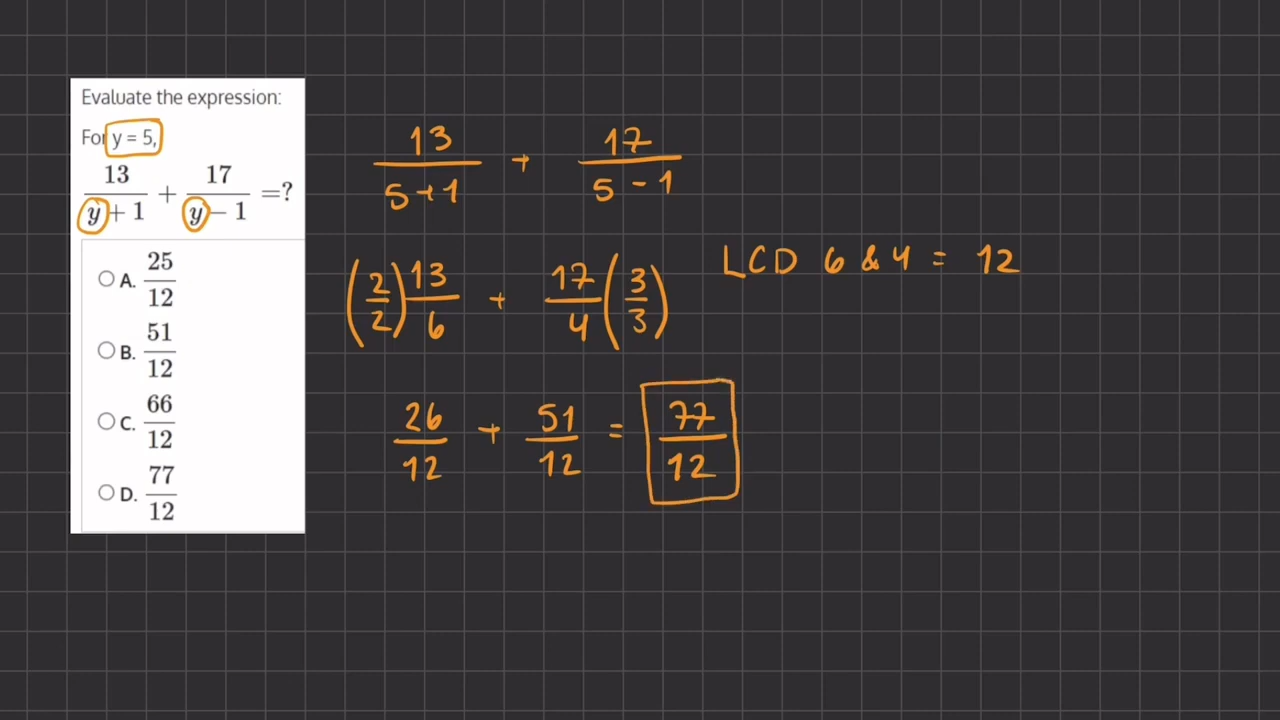 Evaluate the expression:
For y = 5,
13/(y + 1) + 17/(y − 1) =?
A. 25/12
B. 51/12
C. 66/12
D. 77/12
13/(5+1) + 17/(5-1)
(2/2) 13/6 + 17/4 (3/3)
LCD 6 & 4 = 12
26/12 + 51/12 = 77/12